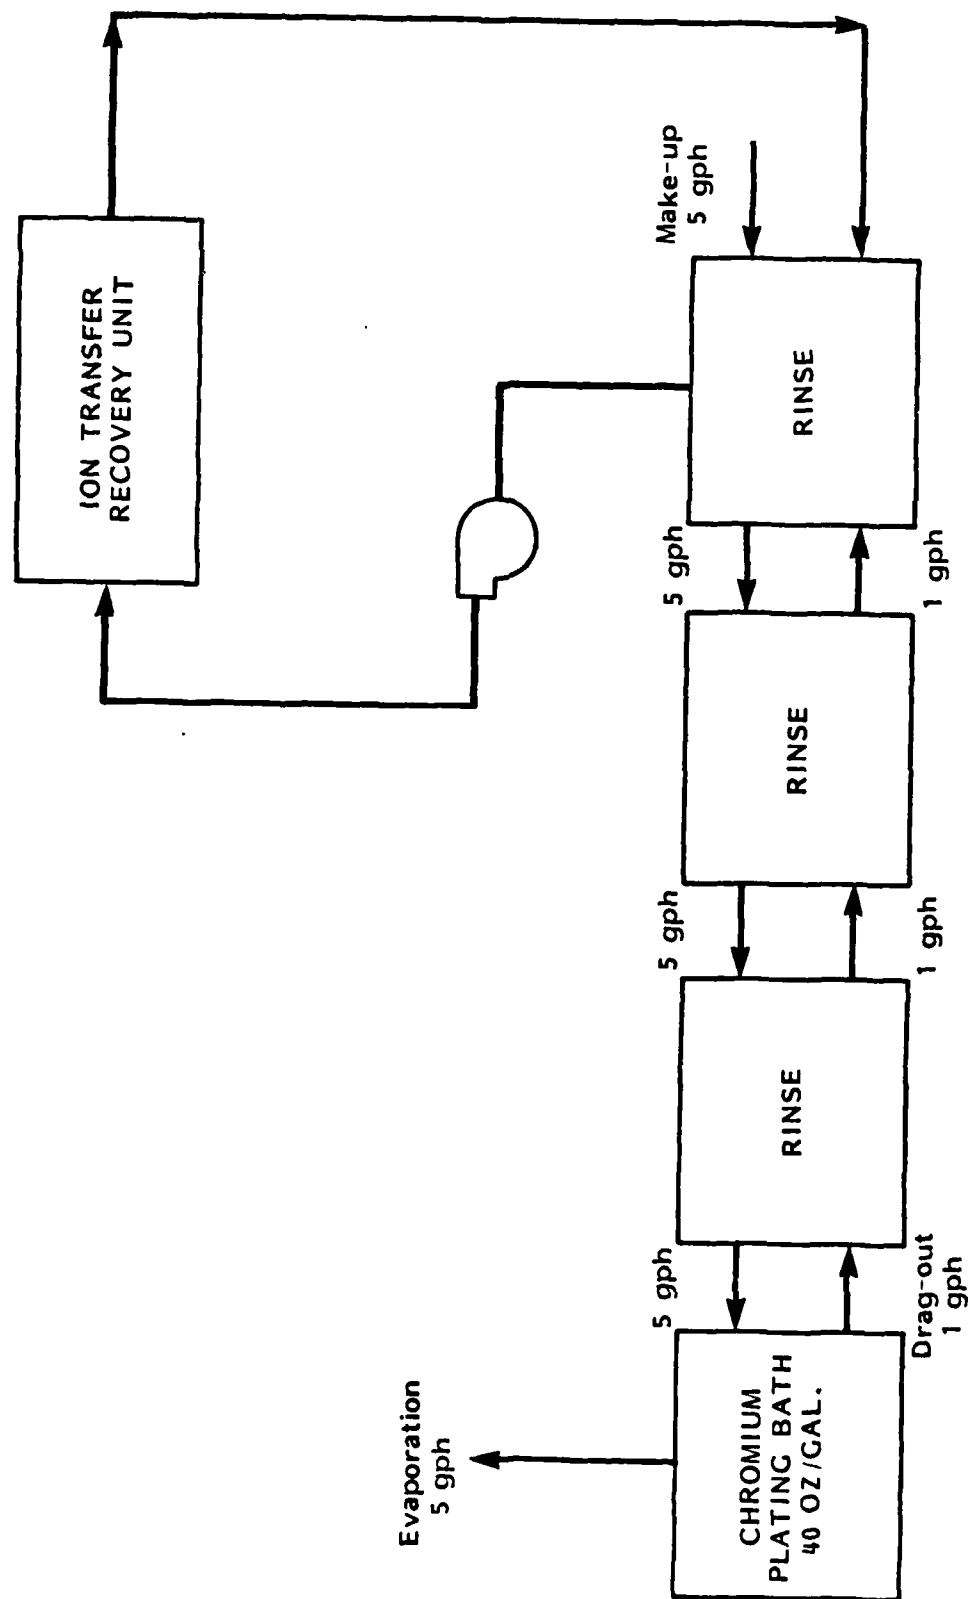 ION TRANSFER
RECOVERY UNIT
Evaporation
5 gph
Make-up
5 gph
CHROMIUM
PLATING BATH
40 OZ/GAL.
5 gph
Drag-out
1 gph
RINSE
5 gph
1 gph
RINSE
5 gph
1 gph
RINSE